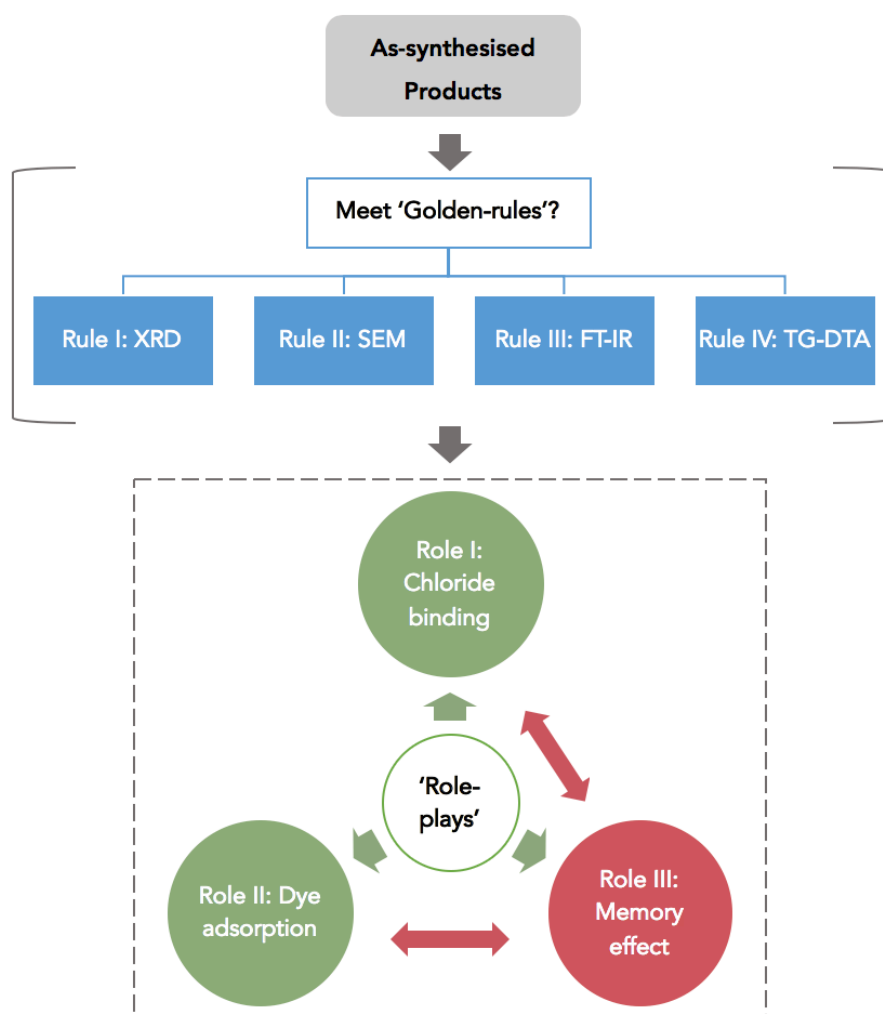 As-synthesised
Products
Meet ‘Golden-rules’?
Rule I: XRD
Rule II: SEM
Rule III: FT-IR
Rule IV: TG-DTA
Role I:
Chloride
binding
‘Role-
plays’
Role II: Dye
adsorption
Role III:
Memory
effect